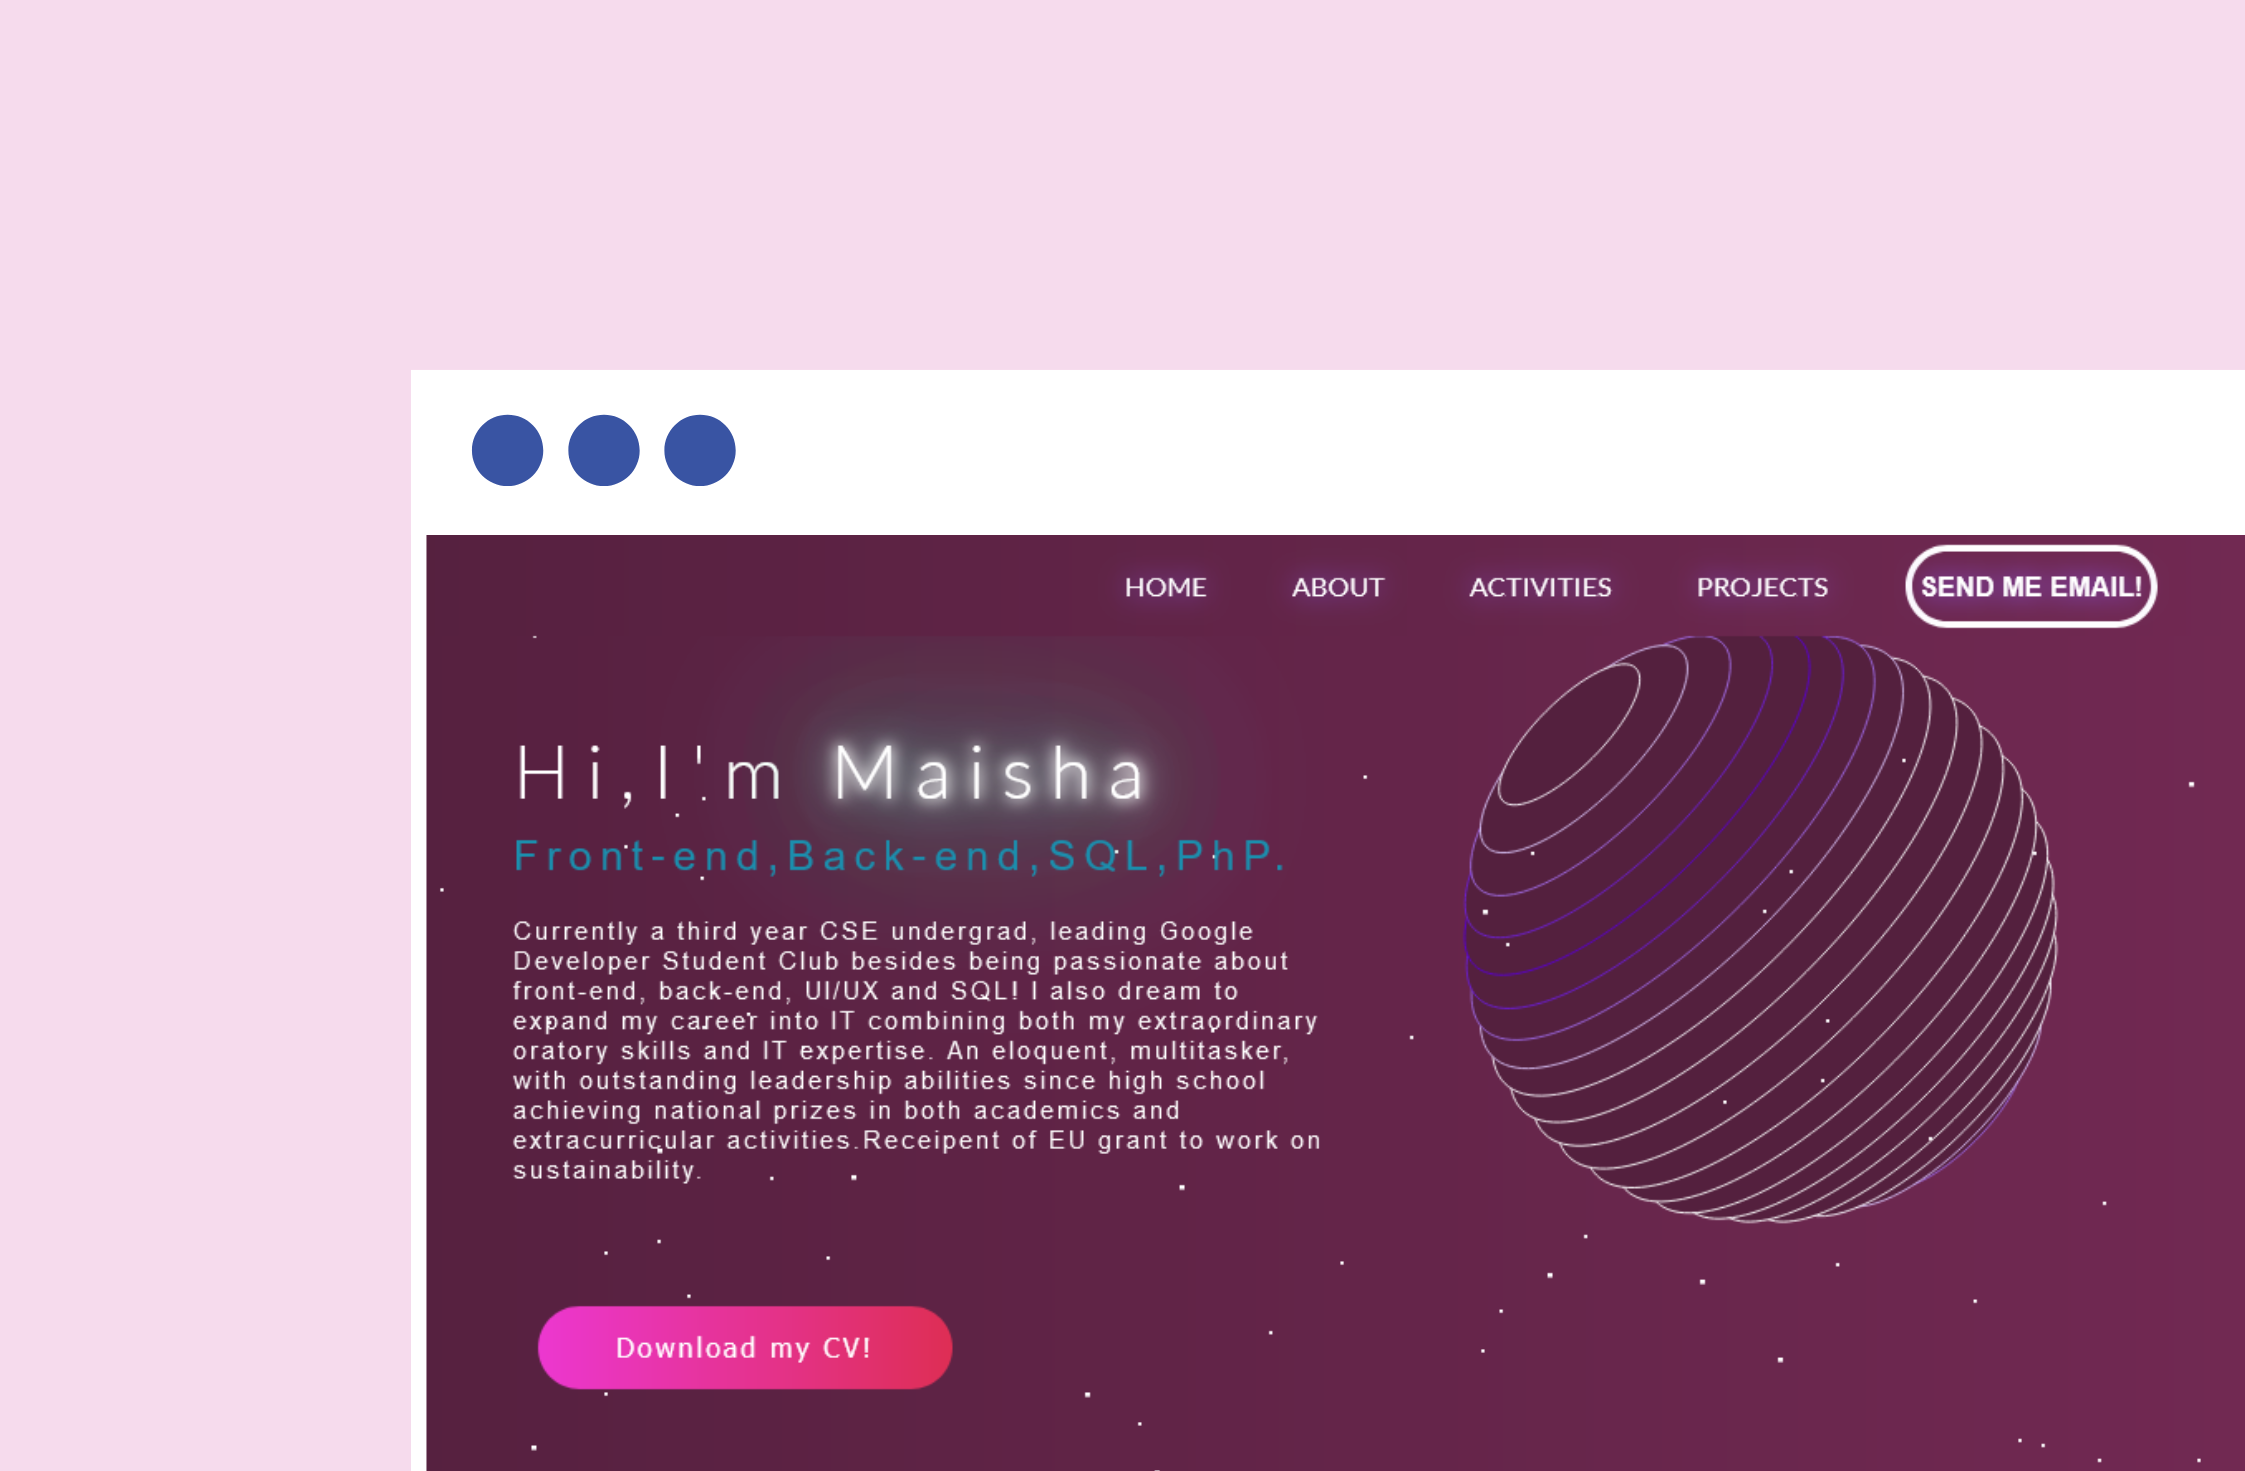 HOME ABOUT ACTIVITIES PROJECTS SEND ME EMAIL!
Hi,I'm Maisha
Front-end,Back-end,SQL,PhP.
Currently a third year CSE undergrad, leading Google
Developer Student Club besides being passionate about
front-end, back-end, UI/UX and SQL! I also dream to
expand my career into IT combining both my extraordinary
oratory skills and IT expertise. An eloquent, multitasker,
with outstanding leadership abilities since high school
achieving national prizes in both academics and
extracurricular activities.Receipent of EU grant to work on
sustainability.
Download my CV!